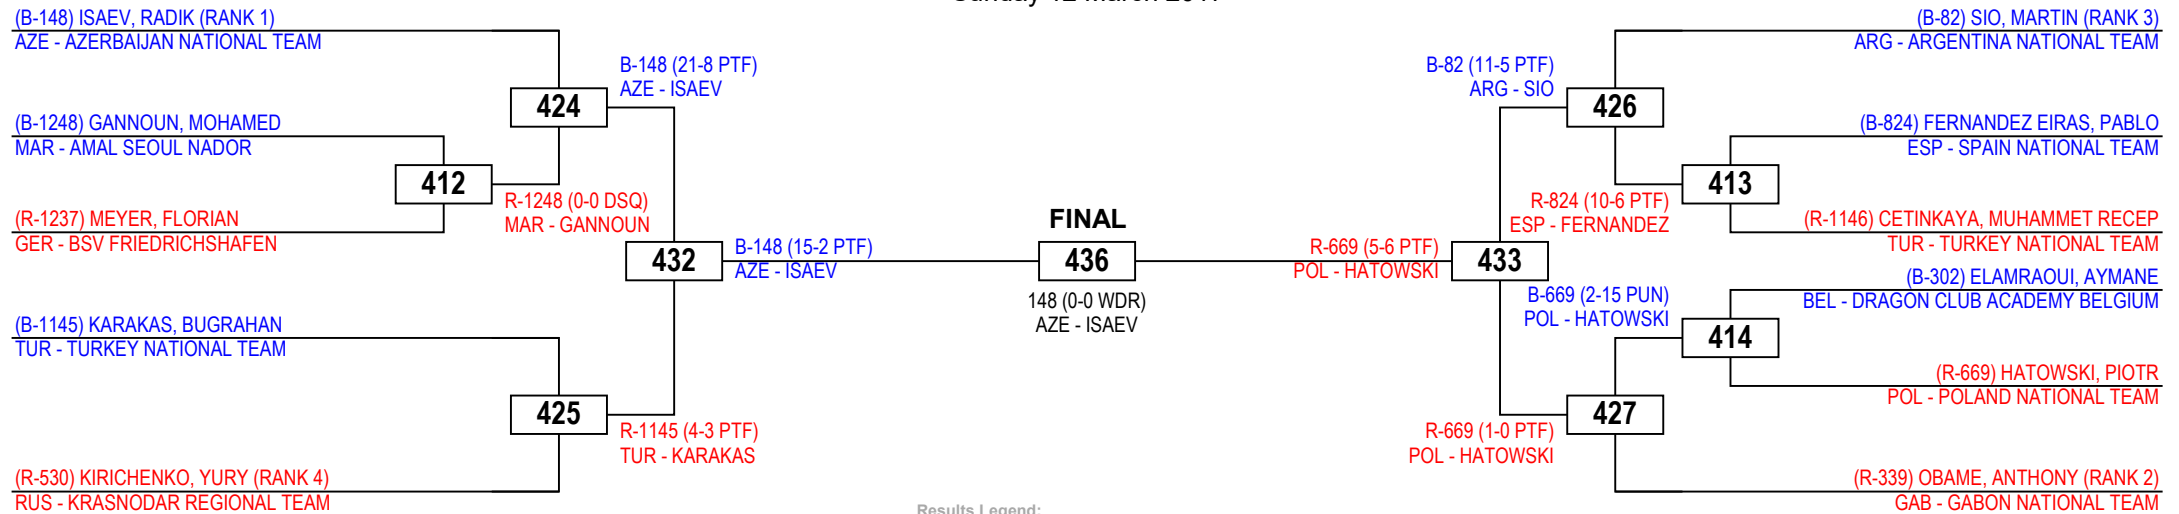 (B-148) ISAEV, RADIK (RANK 1)
AZE - AZERBAIJAN NATIONAL TEAM
(B-1248) GANNOUN, MOHAMED
MAR - AMAL SEOUL NADOR
(R-1237) MEYER, FLORIAN
GER - BSV FRIEDRICHSHAFEN
(B-1145) KARAKAS, BUGRAHAN
TUR - TURKEY NATIONAL TEAM
(R-530) KIRICHENKO, YURY (RANK 4)
RUS - KRASNODAR REGIONAL TEAM
412
424
425
B-148 (21-8 PTF)
AZE - ISAEV
R-1248 (0-0 DSQ)
MAR - GANNOUN
432
R-1145 (4-3 PTF)
TUR - KARAKAS
B-148 (15-2 PTF)
AZE - ISAEV
FINAL
436
148 (0-0 WDR)
AZE - ISAEV
R-669 (5-6 PTF)
POL - HATOWSKI
433
B-82 (11-5 PTF)
ARG - SIO
426
R-824 (10-6 PTF)
ESP - FERNANDEZ
413
B-669 (2-15 PUN)
POL - HATOWSKI
414
R-669 (1-0 PTF)
POL - HATOWSKI
427
(B-82) SIO, MARTIN (RANK 3)
ARG - ARGENTINA NATIONAL TEAM
(B-824) FERNANDEZ EIRAS, PABLO
ESP - SPAIN NATIONAL TEAM
(R-1146) CETINKAYA, MUHAMMET RECEP
TUR - TURKEY NATIONAL TEAM
(B-302) ELAMRAOUI, AYMANE
BEL - DRAGON CLUB ACADEMY BELGIUM
(R-669) HATOWSKI, PIOTR
POL - POLAND NATIONAL TEAM
(R-339) OBAME, ANTHONY (RANK 2)
GAB - GABON NATIONAL TEAM
Results Legend: